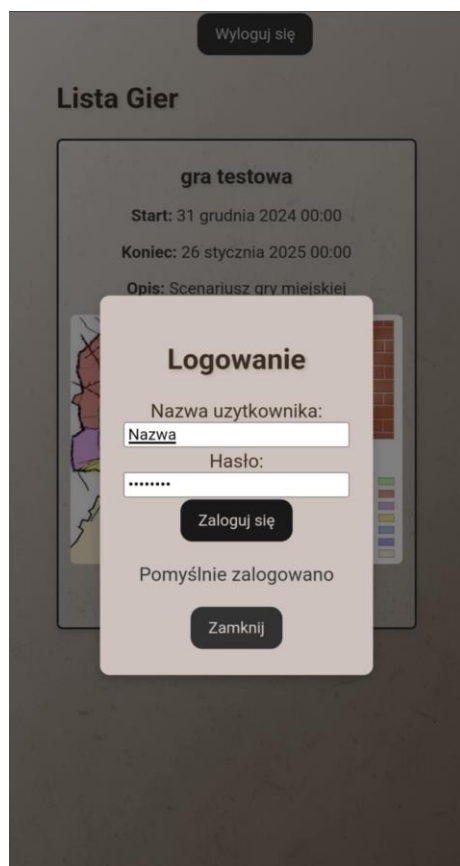 Wyloguj się
Lista Gier
gra testowa
Start: 31 grudnia 2024 00:00
Koniec: 26 stycznia 2025 00:00
Opis: Scenariusz gry miejskiej
Logowanie
Nazwa uzytkownika:
Nazwa
Hasło:
••••••••
Zaloguj się
Pomyślnie zalogowano
Zamknij